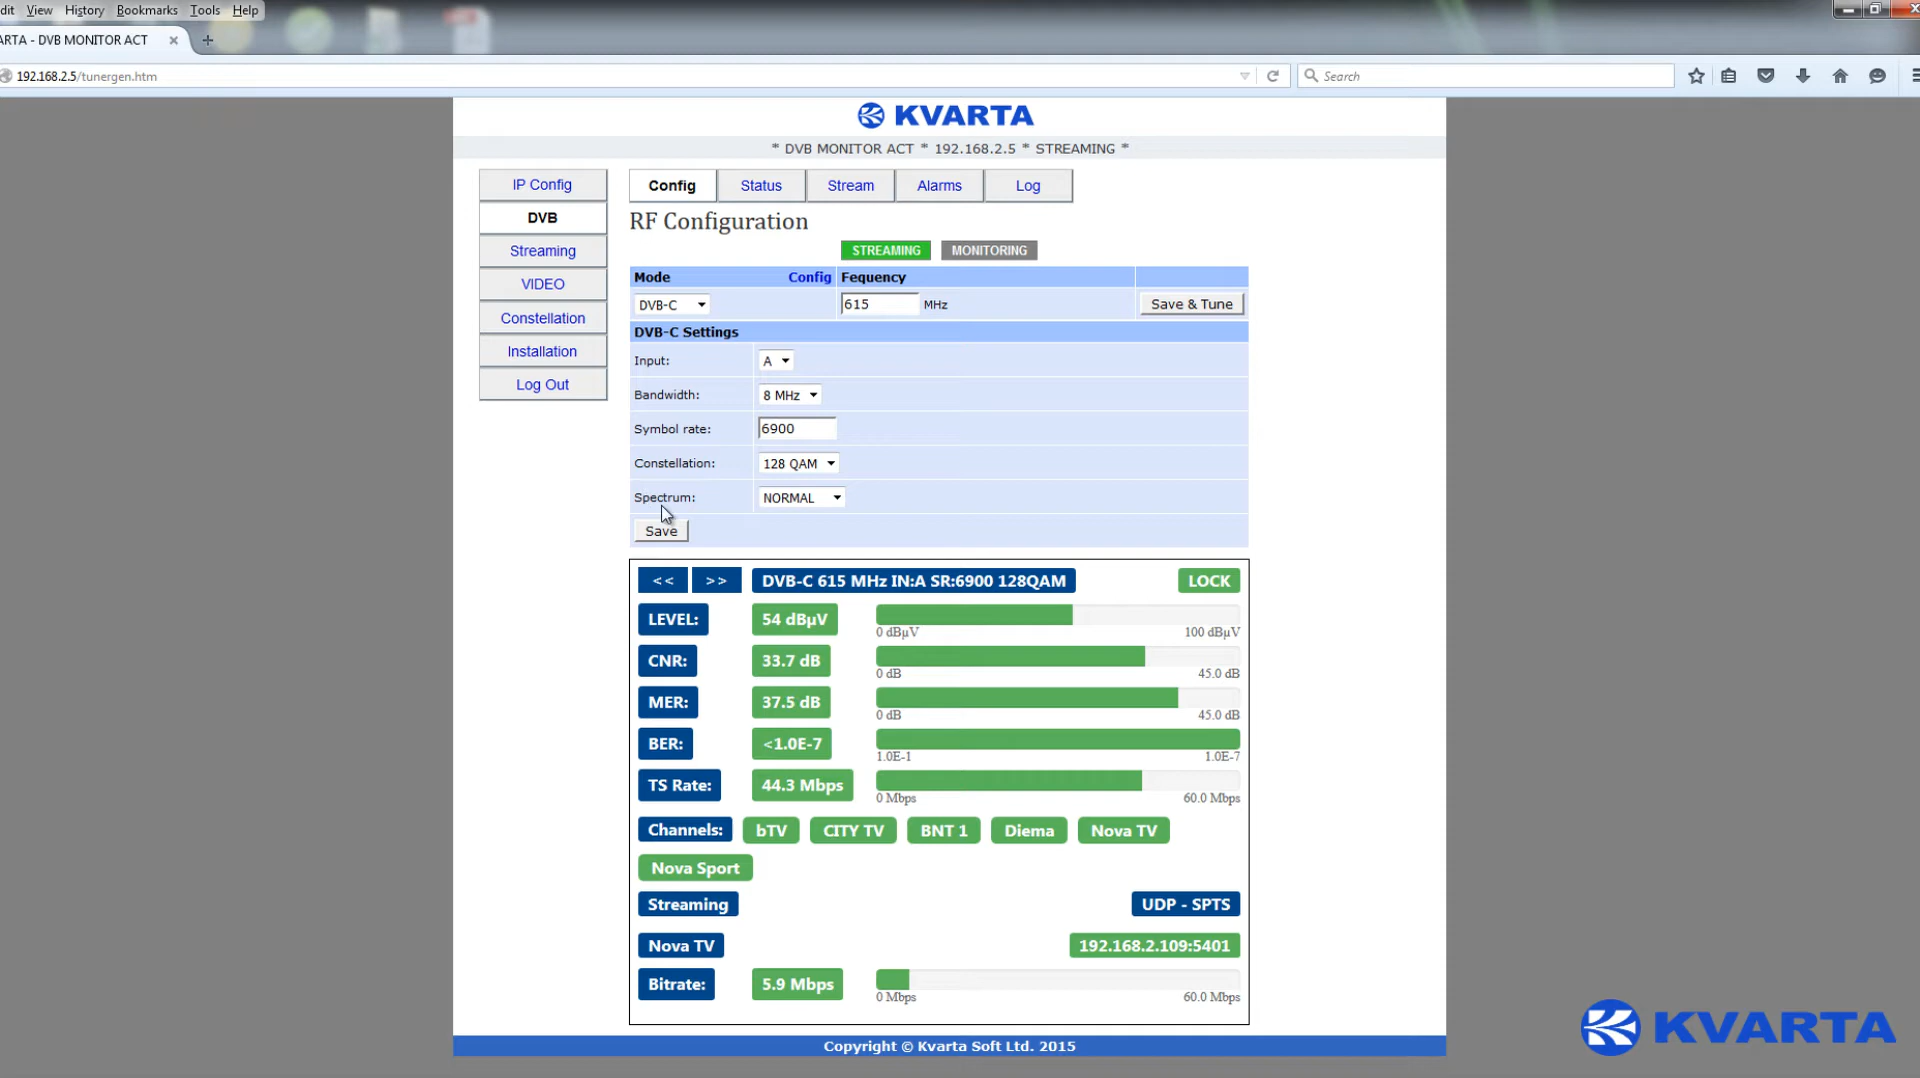 dit View History Bookmarks Tools Help
ARTA - DVB MONITOR ACT × +
192.168.2.5/tunergen.htm Search
KVARTA
* DVB MONITOR ACT * 192.168.2.5 * STREAMING *
IP Config
DVB
Streaming
VIDEO
Constellation
Installation
Log Out
Config Status Stream Alarms Log
RF Configuration
STREAMING MONITORING
Mode Config Fequency
DVB-C 615 MHz Save & Tune
DVB-C Settings
Input: A
Bandwidth: 8 MHz
Symbol rate: 6900
Constellation: 128 QAM
Spectrum: NORMAL
Save
<< >> DVB-C 615 MHz IN:A SR:6900 128QAM LOCK
LEVEL: 54 dBµV
0 dBµV 100 dBµV
CNR: 33.7 dB
0 dB 45.0 dB
MER: 37.5 dB
0 dB 45.0 dB
BER: <1.0E-7
1.0E-1 1.0E-7
TS Rate: 44.3 Mbps
0 Mbps 60.0 Mbps
Channels: bTV CITY TV BNT 1 Diema Nova TV
Nova Sport
Streaming UDP - SPTS
Nova TV 192.168.2.109:5401
Bitrate: 5.9 Mbps
0 Mbps 60.0 Mbps
Copyright © Kvarta Soft Ltd. 2015
KVARTA